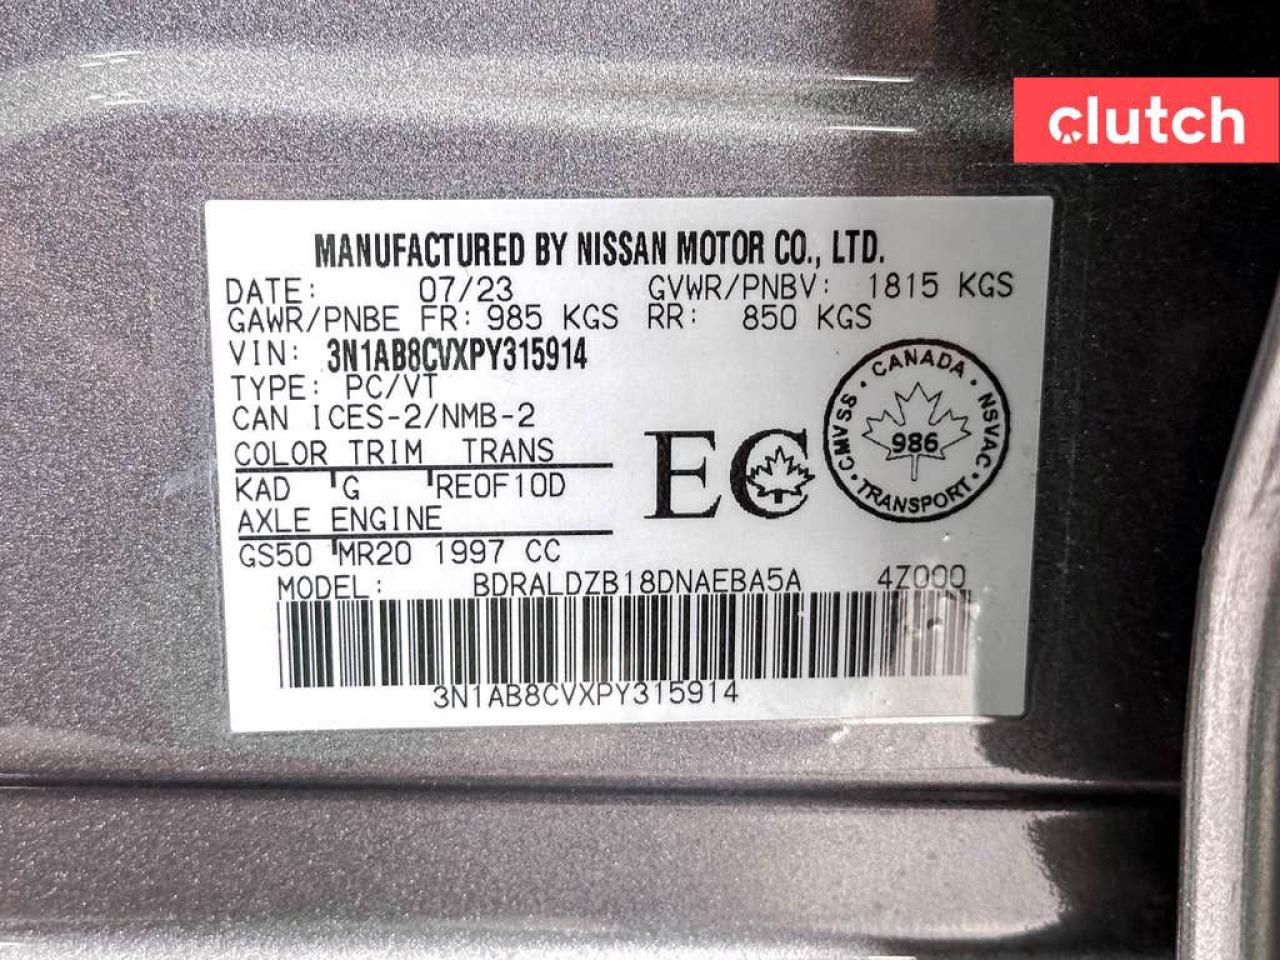 clutch
MANUFACTURED BY NISSAN MOTOR CO., LTD.
DATE: 07/23 GVWR/PNBV: 1815 KGS
GAWR/PNBE FR: 985 KGS RR: 850 KGS
VIN: 3N1AB8CVXPY315914
TYPE: PC/VT
CAN ICES-2/NMB-2
COLOR TRIM TRANS
KAD G RE0F10D
AXLE ENGINE
GS50 MR20 1997 CC
EC
CANADA
CMVSS 986 NSVAC
TRANSPORT
MODEL: BDRALDZB18DNAEBA5A 4Z000
3N1AB8CVXPY315914